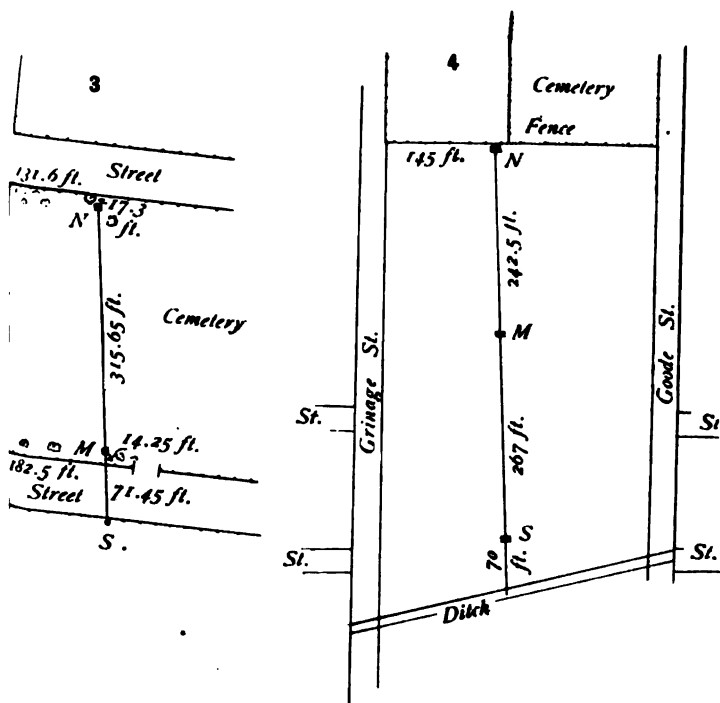 3
Street
131.6 ft.
17.3
ft.
N
315.65 ft.
Cemetery
M
14.25 ft.
182.5 ft.
Street
71.45 ft.
S.
4
Cemetery
Fence
145 ft.
N
242.5 ft.
M
Grinage St.
Goode St.
St.
St.
267 ft.
S
70
ft.
St.
St.
Ditch